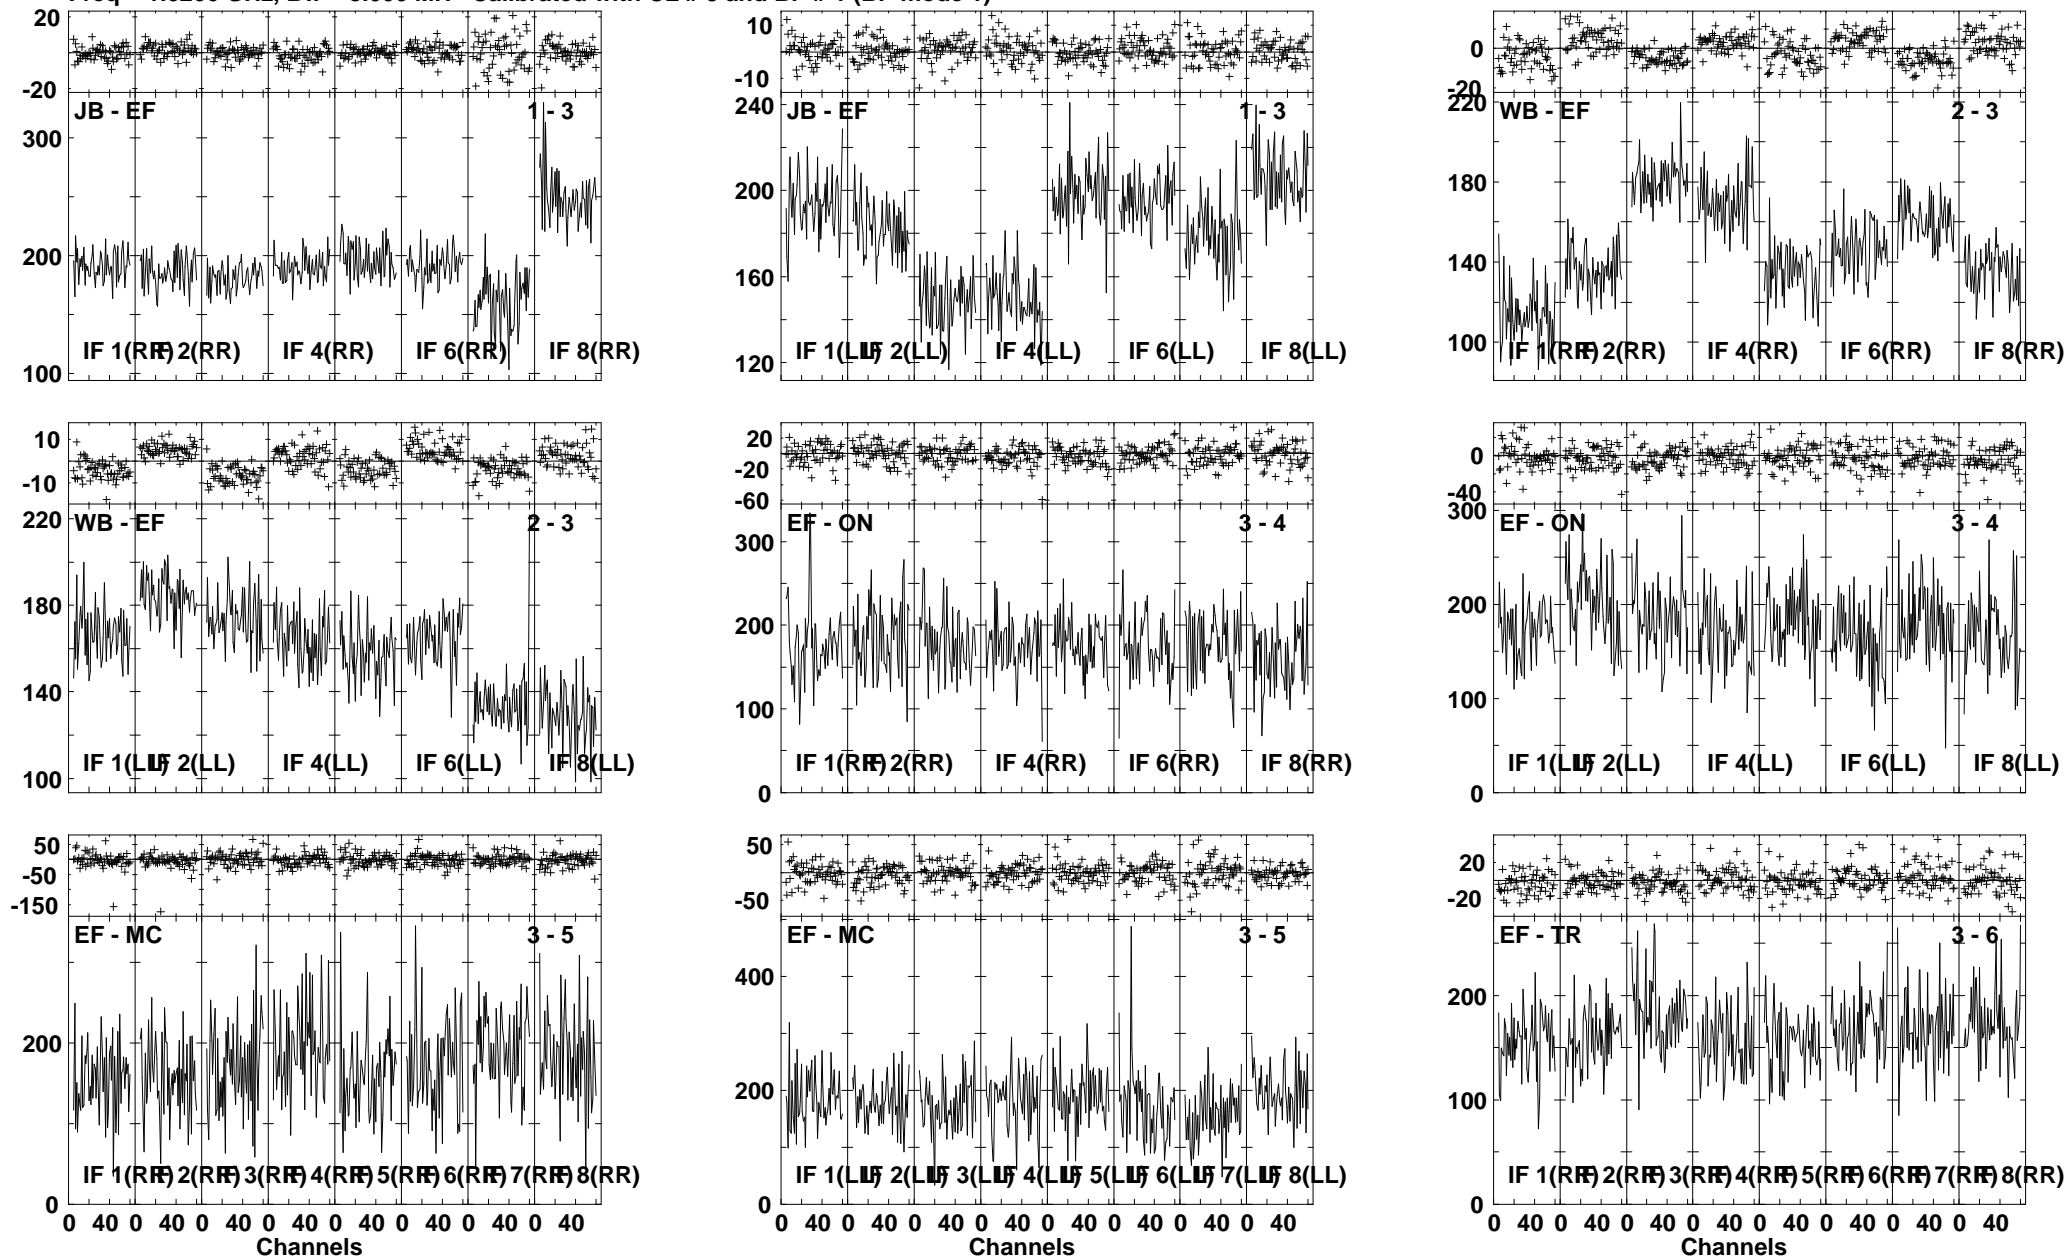 Calibrated with and
20
-20
JB - EF
1 - 3
300
200
100
IF 1(RR) IF 2(RR) IF 4(RR) IF 6(RR) IF 8(RR)
10
-10
JB - EF
1 - 3
240
200
160
120
IF 1(LL) IF 2(LL) IF 4(LL) IF 6(LL) IF 8(LL)
0
-20
WB - EF
2 - 3
220
180
140
100
IF 1(RR) IF 2(RR) IF 4(RR) IF 6(RR) IF 8(RR)
10
-10
WB - EF
2 - 3
220
180
140
100
IF 1(LL) IF 2(LL) IF 4(LL) IF 6(LL) IF 8(LL)
20
-20
-60
EF - ON
3 - 4
300
200
100
0
IF 1(RR) IF 2(RR) IF 4(RR) IF 6(RR) IF 8(RR)
0
-40
EF - ON
3 - 4
300
200
100
0
IF 1(LL) IF 2(LL) IF 4(LL) IF 6(LL) IF 8(LL)
50
-50
-150
EF - MC
3 - 5
200
0
IF 1(RR) IF 2(RR) IF 3(RR) IF 4(RR) IF 5(RR) IF 6(RR) IF 7(RR) IF 8(RR)
0 40 0 40 0 40 0 40 0 40 0 40 0 40 0 40
Channels
50
-50
EF - MC
3 - 5
400
200
0
IF 1(LL) IF 2(LL) IF 3(LL) IF 4(LL) IF 5(LL) IF 6(LL) IF 7(LL) IF 8(LL)
0 40 0 40 0 40 0 40 0 40 0 40 0 40 0 40
Channels
20
-20
EF - TR
3 - 6
200
100
0
IF 1(RR) IF 2(RR) IF 3(RR) IF 4(RR) IF 5(RR) IF 6(RR) IF 7(RR) IF 8(RR)
0 40 0 40 0 40 0 40 0 40 0 40 0 40 0 40
Channels